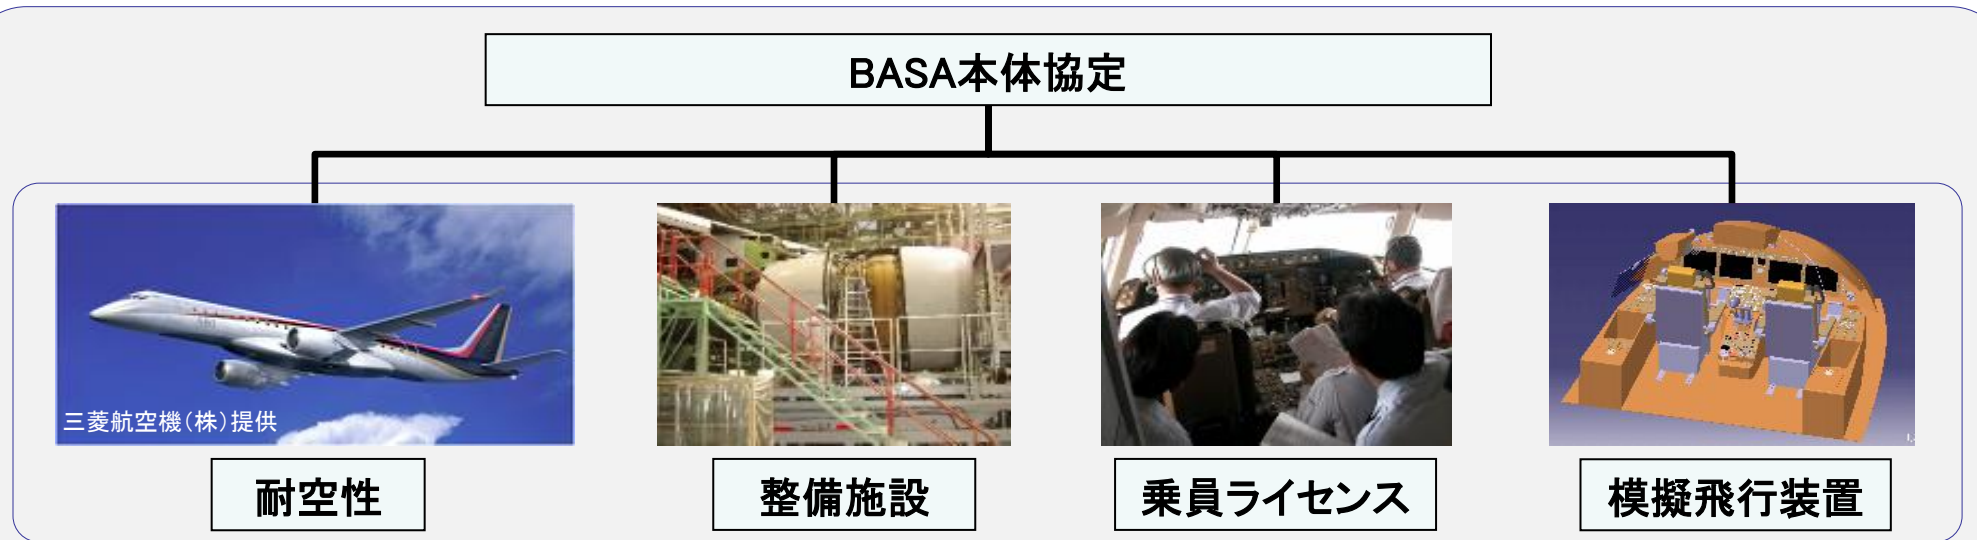 BASA本体協定
三菱航空機(株)提供
耐空性
整備施設
乗員ライセンス
模擬飛行装置